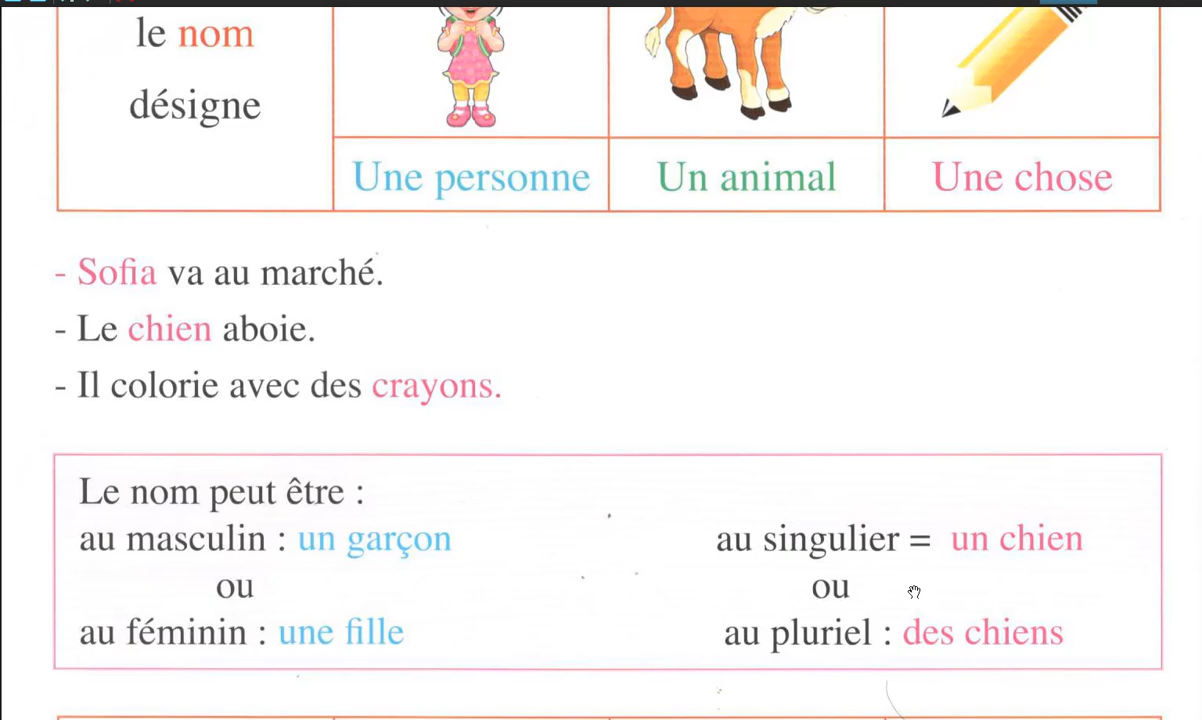 le nom
désigne
Une personne
Un animal
Une chose
- Sofia va au marché.
- Le chien aboie.
- Il colorie avec des crayons.
Le nom peut être :
au masculin : un garçon
ou
au féminin : une fille
au singulier = un chien
ou
au pluriel : des chiens